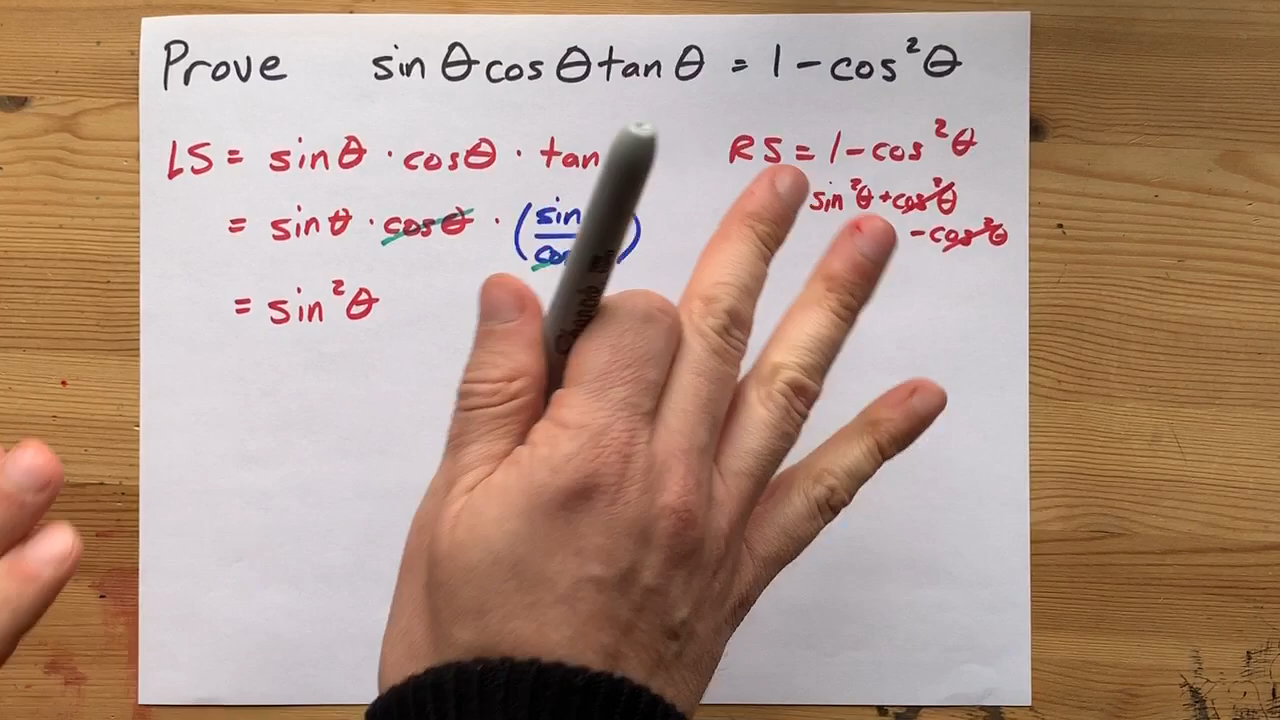 Prove sin θ cos θ tan θ = 1 - cos²θ
LS = sin θ · cos θ · tan
= sin θ · cos θ · (sin
= sin²θ
RS = 1 - cos²θ
sin²θ + cos²θ
- cos²θ